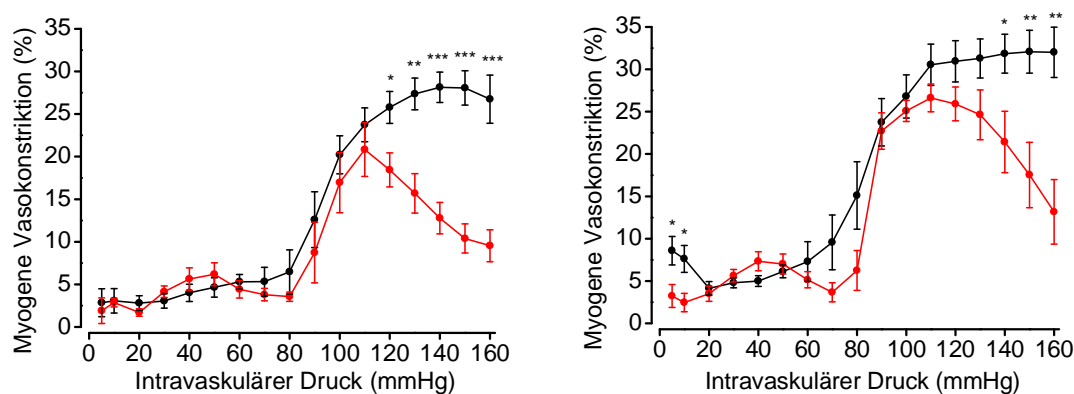 Myogene Vasokonstriktion (%)
35
30
25
20
15
10
5
0
* ** *** *** ***
0 20 40 60 80 100 120 140 160
Intravaskulärer Druck (mmHg)
Myogene Vasokonstriktion (%)
35
30
25
20
15
10
5
0
* ** **
*
*
0 20 40 60 80 100 120 140 160
Intravaskulärer Druck (mmHg)